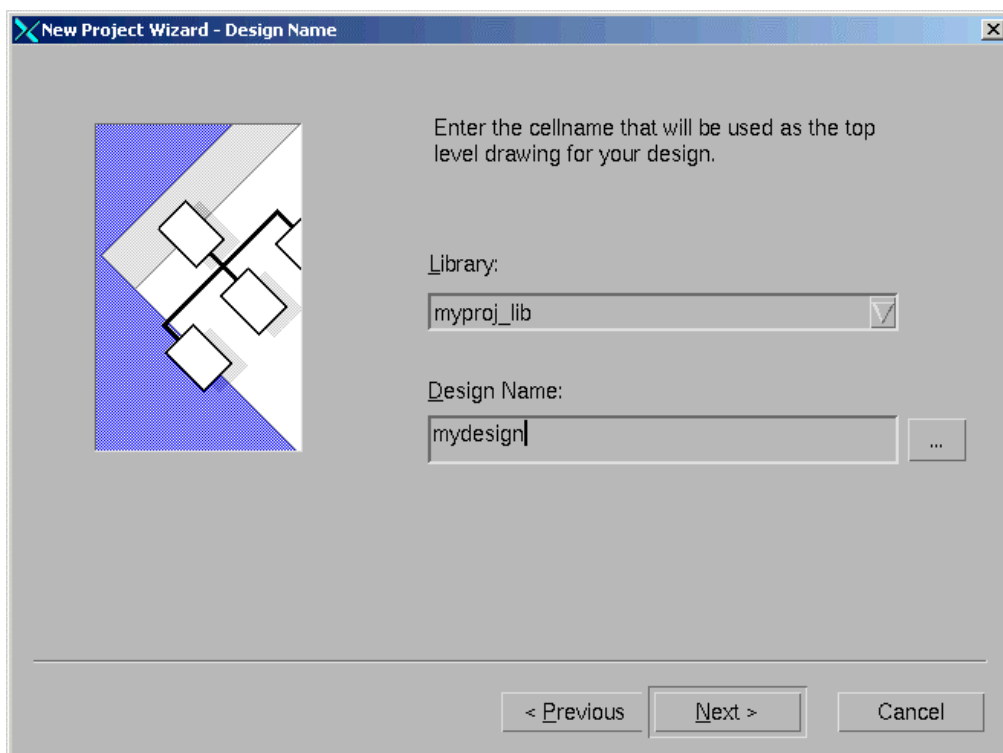 New Project Wizard - Design Name
Enter the cellname that will be used as the top
level drawing for your design.
Library:
myproj_lib
Design Name:
mydesign
...
< Previous
Next >
Cancel